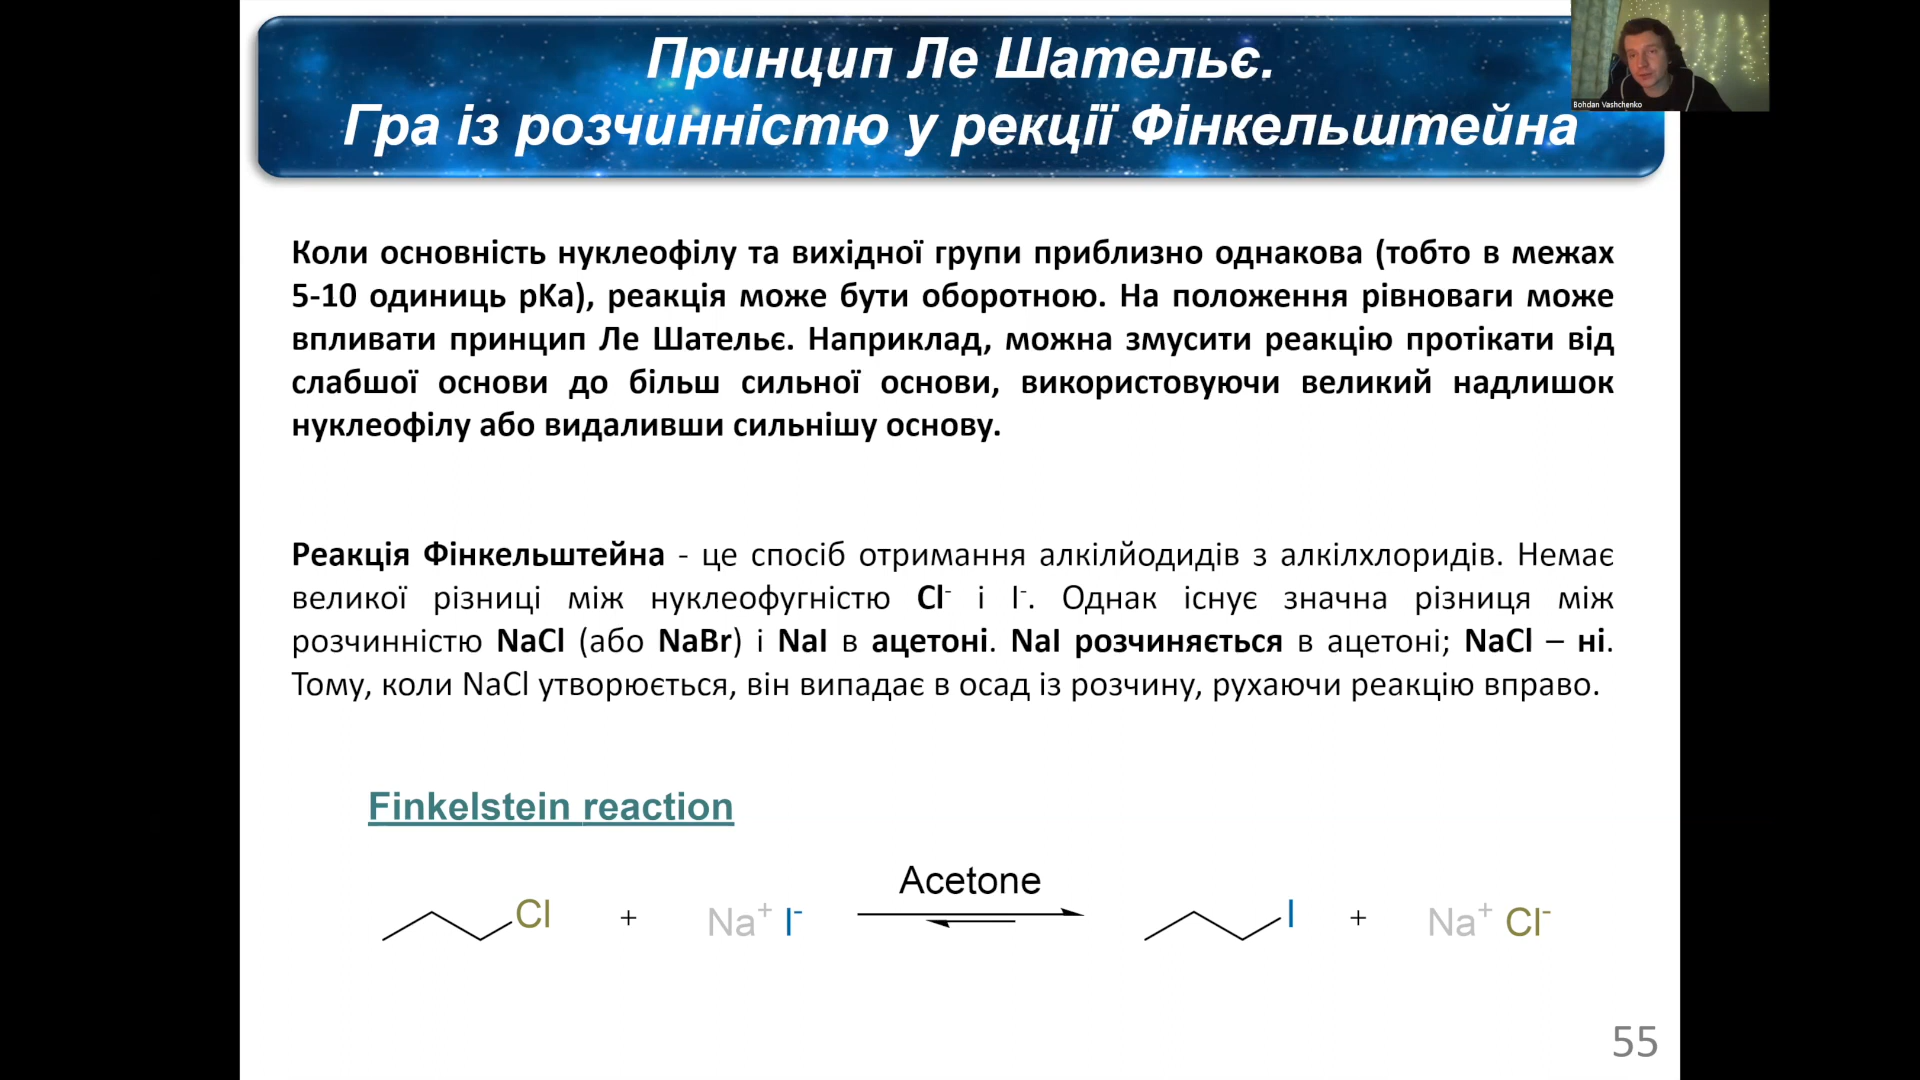 Принцип Ле Шательє.
Гра із розчинністю у рекції Фінкельштейна
Bohdan Vashchenko
Коли основність нуклеофілу та вихідної групи приблизно однакова (тобто в межах
5-10 одиниць pKa), реакція може бути оборотною. На положення рівноваги може
впливати принцип Ле Шательє. Наприклад, можна змусити реакцію протікати від
слабшої основи до більш сильної основи, використовуючи великий надлишок
нуклеофілу або видаливши сильнішу основу.
Реакція Фінкельштейна - це спосіб отримання алкілйодидів з алкілхлоридів. Немає
великої різниці між нуклеофугністю Cl⁻ і I⁻. Однак існує значна різниця між
розчинністю NaCl (або NaBr) і NaI в ацетоні. NaI розчиняється в ацетоні; NaCl – ні.
Тому, коли NaCl утворюється, він випадає в осад із розчину, рухаючи реакцію вправо.
Finkelstein reaction
Acetone
Cl + Na⁺ I⁻ I + Na⁺ Cl⁻
55